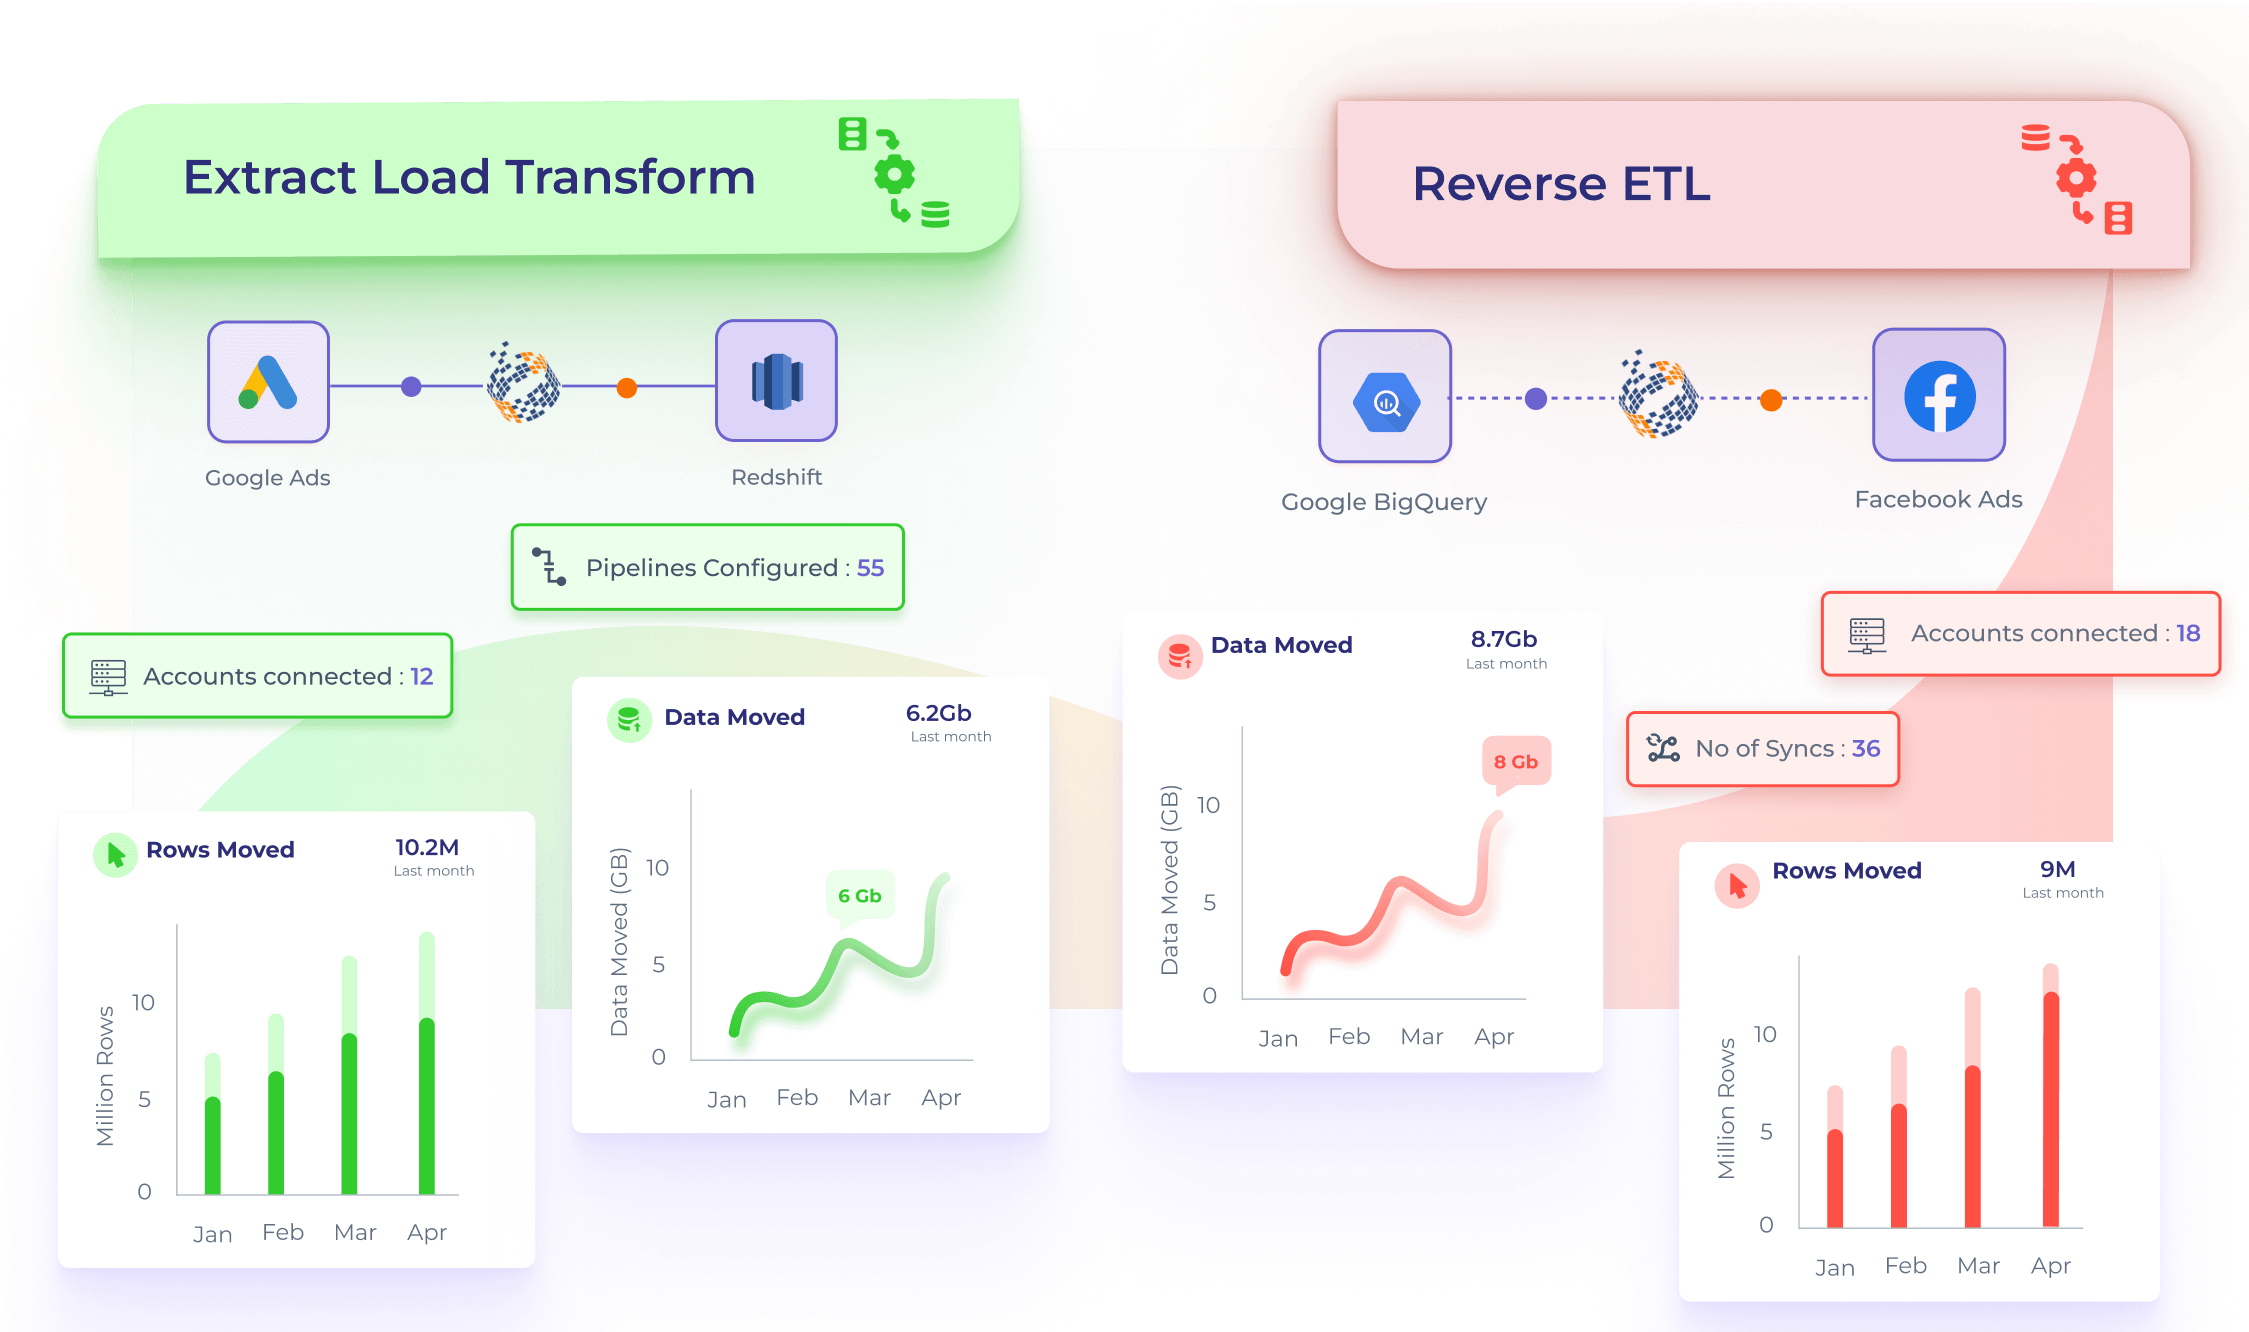 Extract Load Transform
Google Ads
Redshift
Pipelines Configured : 55
Accounts connected : 12
Rows Moved
10.2M
Last month
Million Rows
10
5
0
Jan Feb Mar Apr
Data Moved
6.2Gb
Last month
Data Moved (GB)
10
5
0
6 Gb
Jan Feb Mar Apr
Reverse ETL
Google BigQuery
Facebook Ads
Accounts connected : 18
No of Syncs : 36
Data Moved
8.7Gb
Last month
Data Moved (GB)
10
5
0
8 Gb
Jan Feb Mar Apr
Rows Moved
9M
Last month
Million Rows
10
5
0
Jan Feb Mar Apr